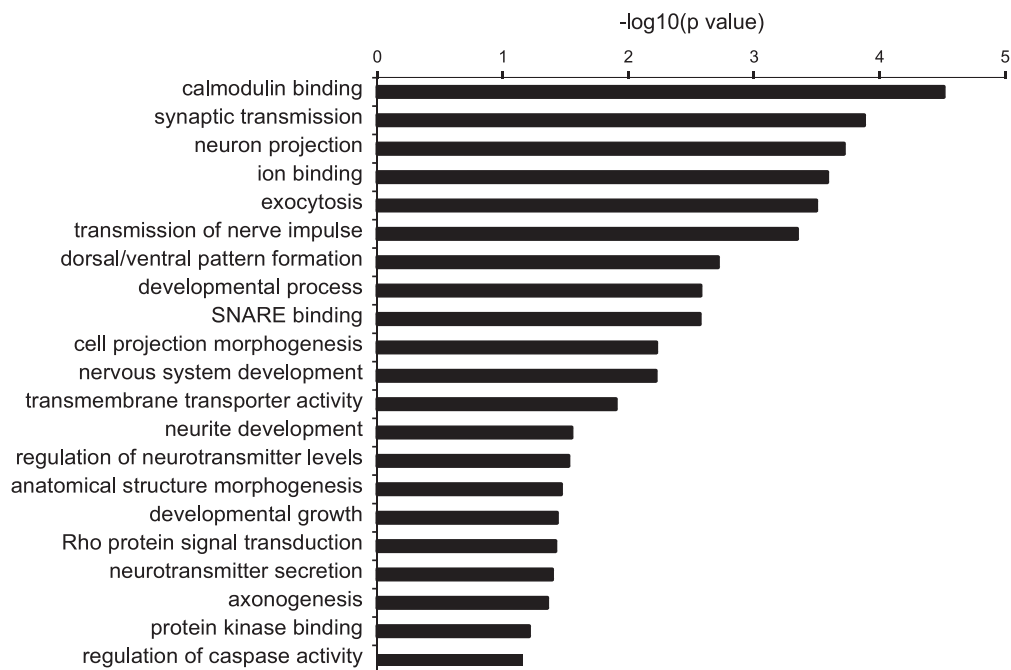 -log10(p value)
0 1 2 3 4 5
calmodulin binding
synaptic transmission
neuron projection
ion binding
exocytosis
transmission of nerve impulse
dorsal/ventral pattern formation
developmental process
SNARE binding
cell projection morphogenesis
nervous system development
transmembrane transporter activity
neurite development
regulation of neurotransmitter levels
anatomical structure morphogenesis
developmental growth
Rho protein signal transduction
neurotransmitter secretion
axonogenesis
protein kinase binding
regulation of caspase activity